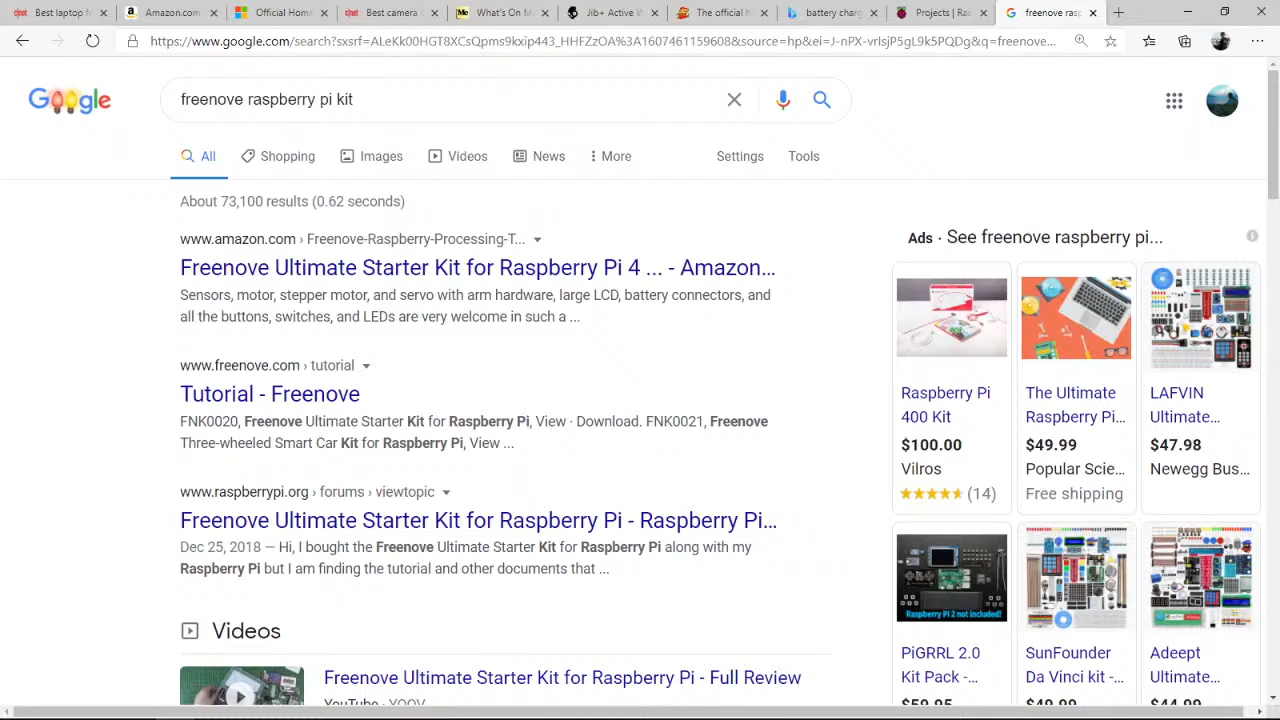 Best lanern
Amazon.com
Official Hom
Best came c
What's On M
Jib+ Active W
The official h
battery charg
Projects | Ras
freenove rasp
https://www.google.com/search?sxsrf=ALeKk00HGT8XCsQpms9kxip443_HHFZzOA%3A1607461159608&source=hp&ei=J-nPX-vrIsjP5gL9k5PQDg&q=freenove...
Google
freenove raspberry pi kit
All
Shopping
Images
Videos
News
More
Settings
Tools
About 73,100 results (0.62 seconds)
www.amazon.com › Freenove-Raspberry-Processing-T...
Freenove Ultimate Starter Kit for Raspberry Pi 4 ... - Amazon...
Sensors, motor, stepper motor, and servo with arm hardware, large LCD, battery connectors, and
all the buttons, switches, and LEDs are very welcome in such a ...
www.freenove.com › tutorial
Tutorial - Freenove
FNK0020, Freenove Ultimate Starter Kit for Raspberry Pi, View · Download. FNK0021, Freenove
Three-wheeled Smart Car Kit for Raspberry Pi, View ...
www.raspberrypi.org › forums › viewtopic
Freenove Ultimate Starter Kit for Raspberry Pi - Raspberry Pi...
Dec 25, 2018 — Hi, I bought the Freenove Ultimate Starter Kit for Raspberry Pi along with my
Raspberry Pi but I am finding the tutorial and other documents that ...
Videos
Freenove Ultimate Starter Kit for Raspberry Pi - Full Review
Ads · See freenove raspberry pi...
Raspberry Pi
400 Kit
$100.00
Vilros
(14)
The Ultimate
Raspberry Pi...
$49.99
Popular Scie...
Free shipping
LAFVIN
Ultimate...
$47.98
Newegg Bus...
Raspberry Pi 2 not included!
PiGRRL 2.0
Kit Pack -...
$59.95
SunFounder
Da Vinci kit -...
$49.99
Adeept
Ultimate...
$44.99